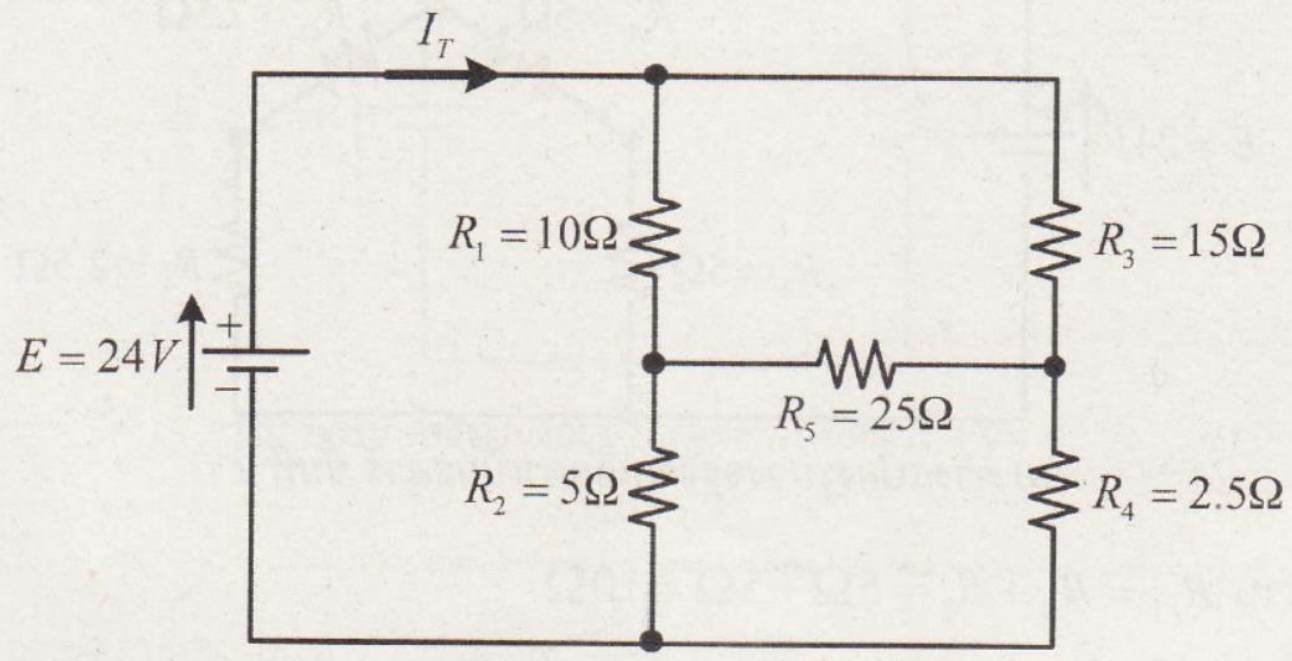 I_T
R_1 = 10Ω
R_3 = 15Ω
E = 24V
+
−
R_5 = 25Ω
R_2 = 5Ω
R_4 = 2.5Ω